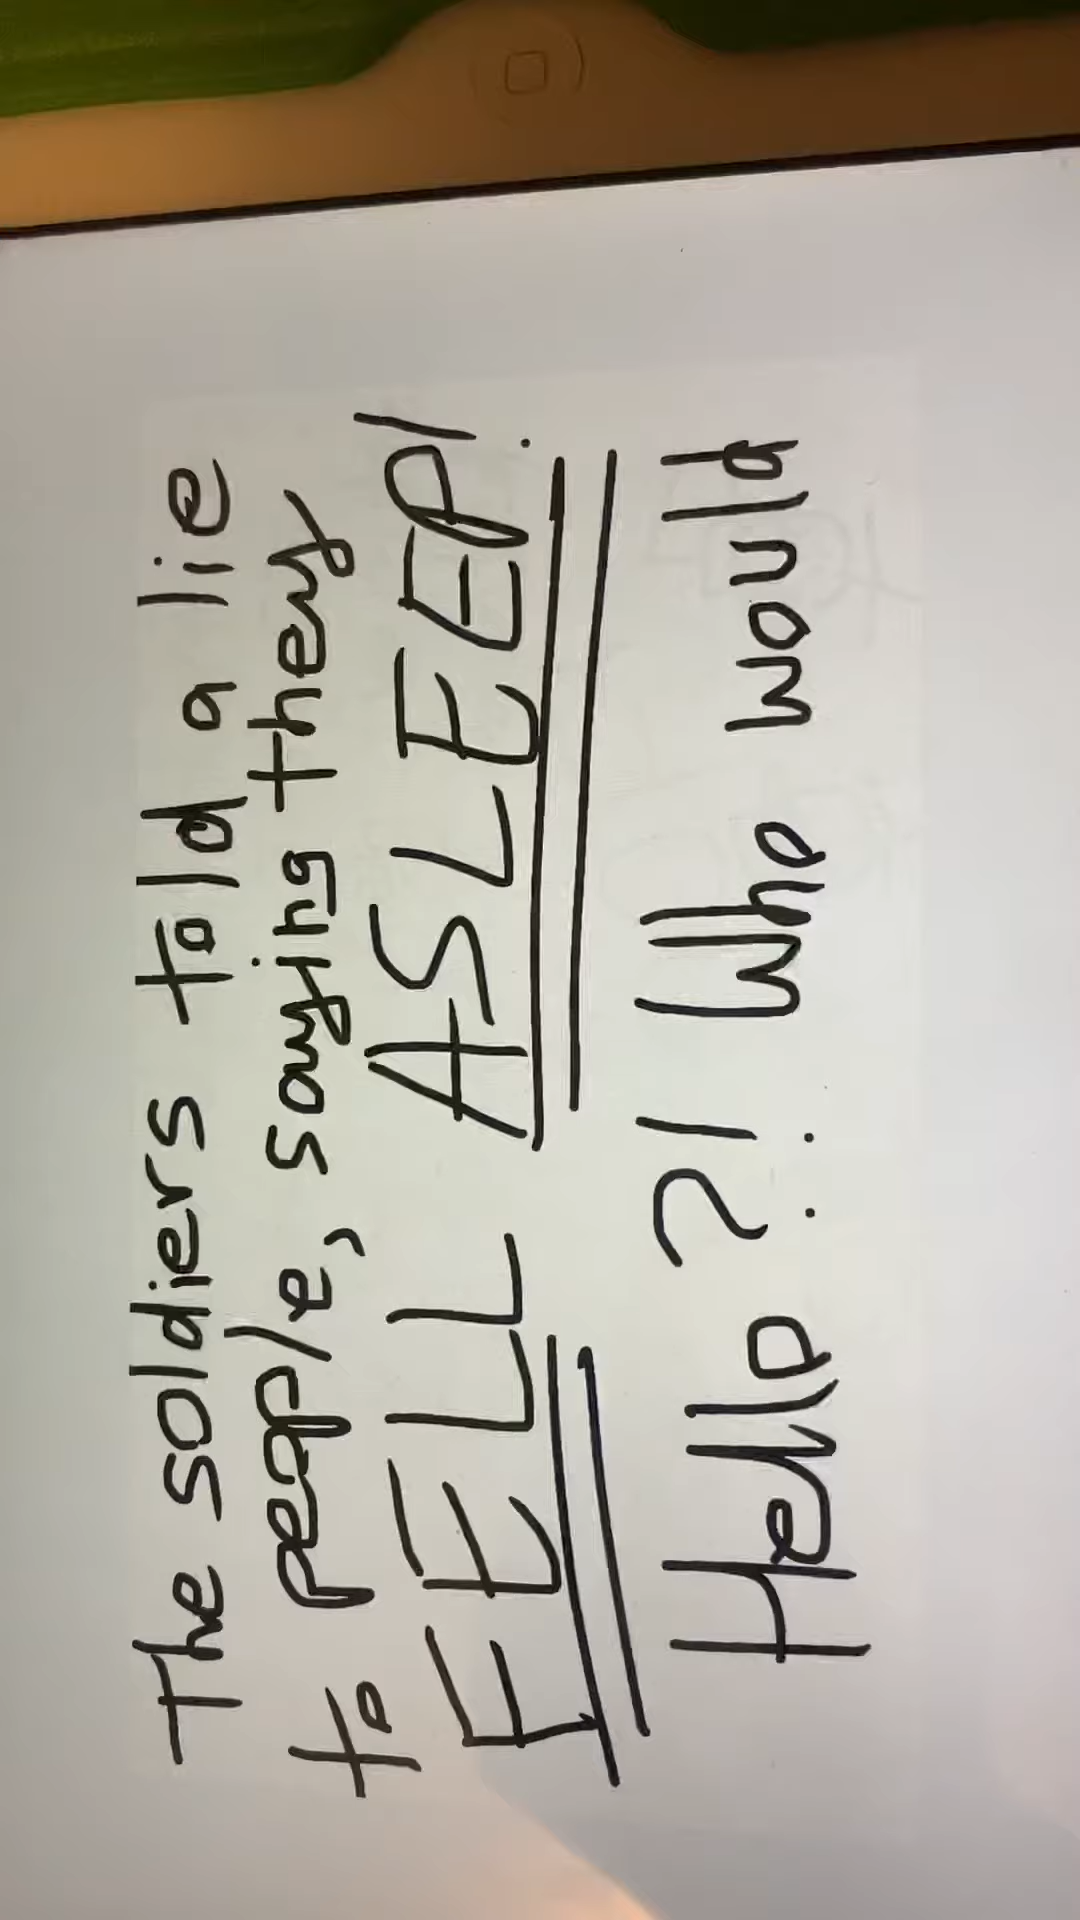 The soldiers told a lie
to people, saying they
FELL ASLEEP!
Hello?! Who would